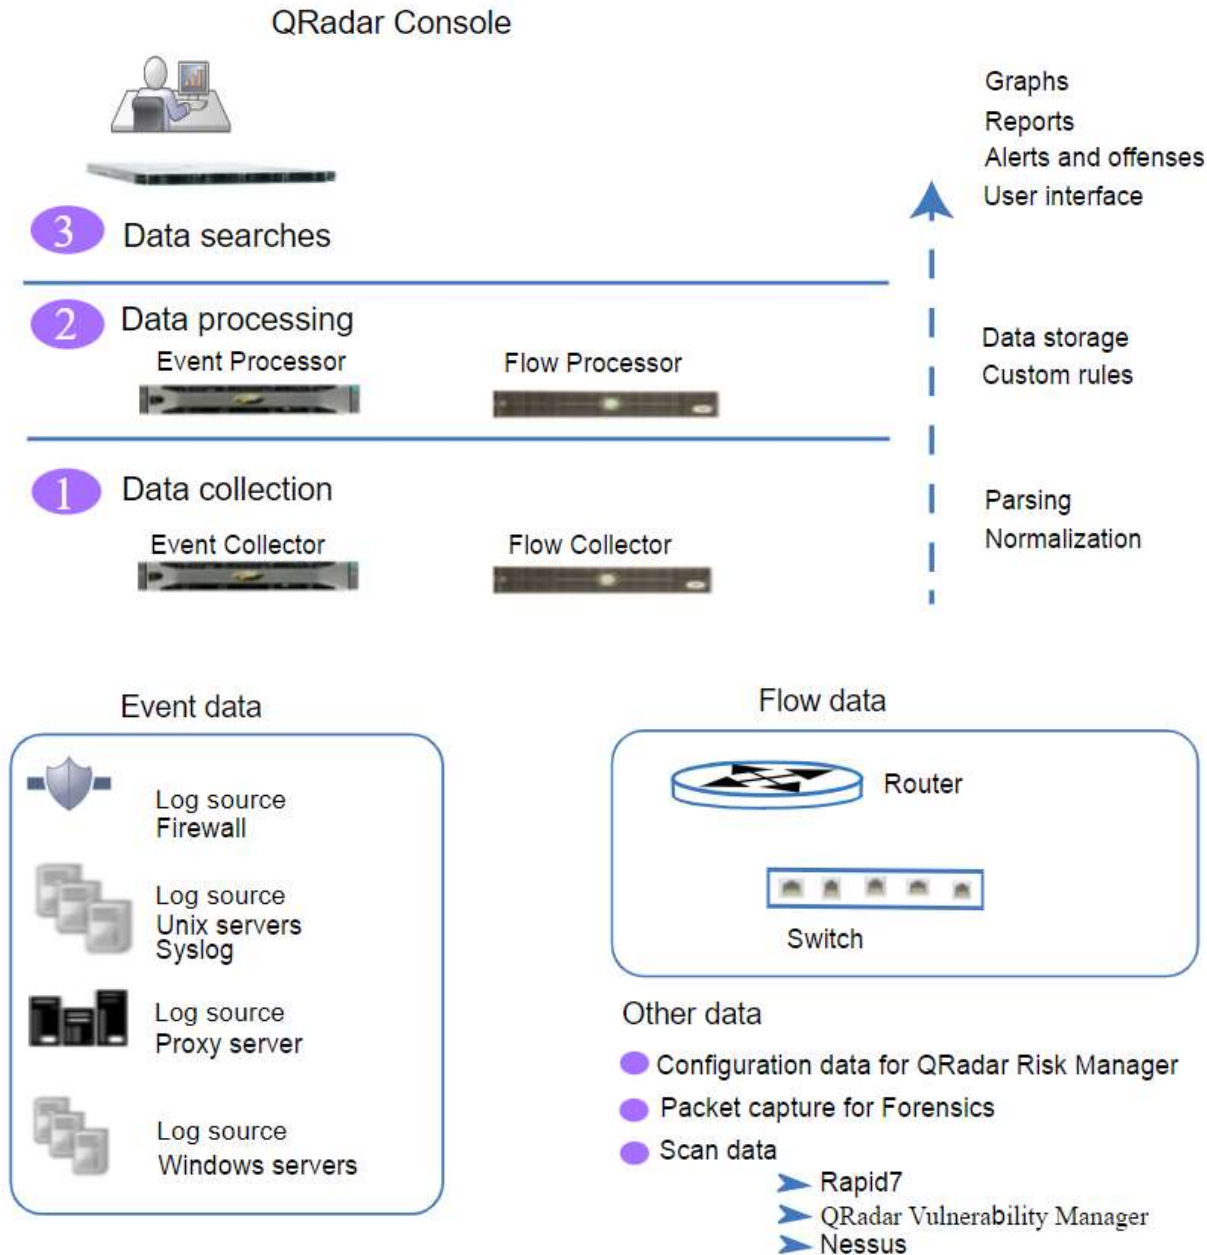 QRadar Console
Graphs
Reports
Alerts and offenses
User interface
3 Data searches
2 Data processing
Event Processor
Flow Processor
Data storage
Custom rules
1 Data collection
Event Collector
Flow Collector
Parsing
Normalization
Event data
Log source
Firewall
Log source
Unix servers
Syslog
Log source
Proxy server
Log source
Windows servers
Flow data
Router
Switch
Other data
Configuration data for QRadar Risk Manager
Packet capture for Forensics
Scan data
Rapid7
QRadar Vulnerability Manager
Nessus